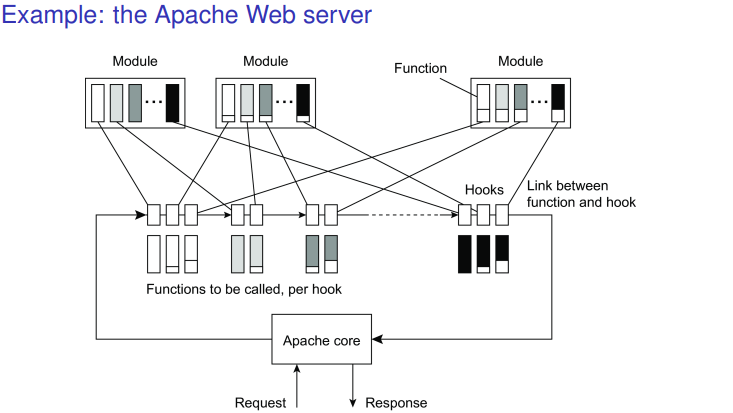 Example: the Apache Web server
Module
Module
Function
Module
...
...
...
Hooks
Link between
function and hook
Functions to be called, per hook
Apache core
Request
Response